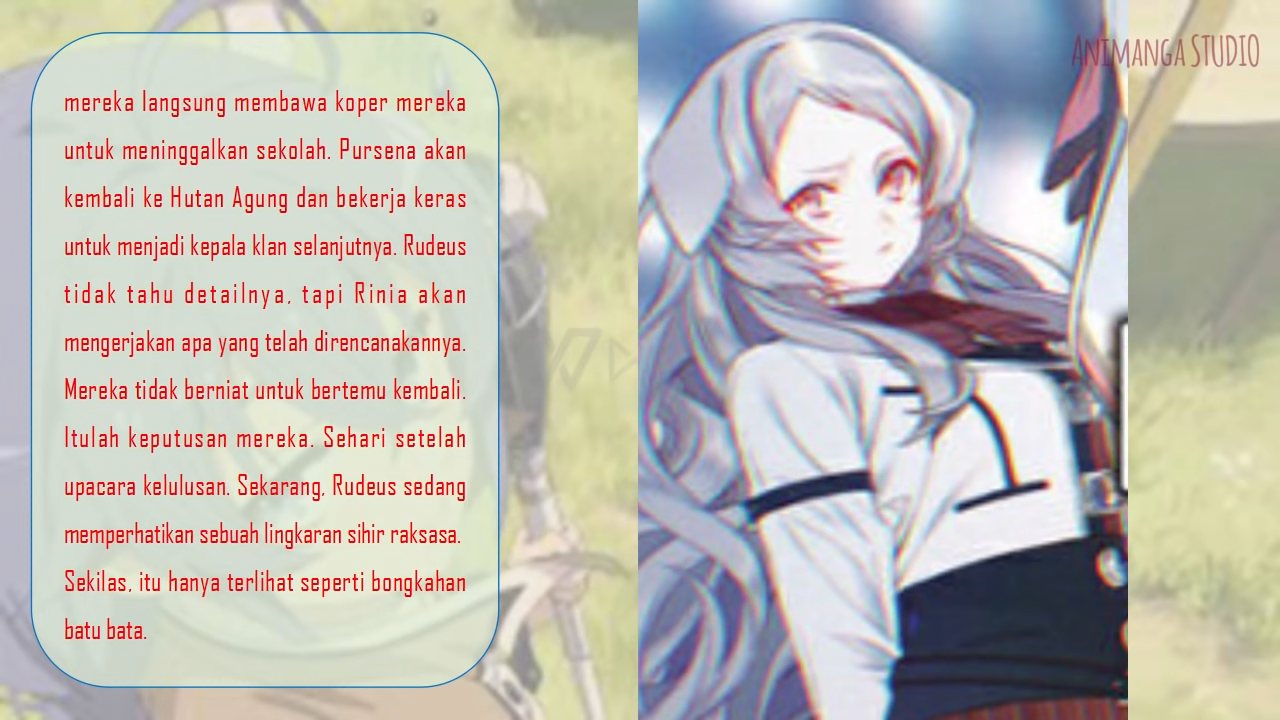 mereka langsung membawa koper mereka
untuk meninggalkan sekolah. Pursena akan
kembali ke Hutan Agung dan bekerja keras
untuk menjadi kepala klan selanjutnya. Rudeus
tidak tahu detailnya, tapi Rinia akan
mengerjakan apa yang telah direncanakannya.
Mereka tidak berniat untuk bertemu kembali.
Itulah keputusan mereka. Sehari setelah
upacara kelulusan. Sekarang, Rudeus sedang
memperhatikan sebuah lingkaran sihir raksasa.
Sekilas, itu hanya terlihat seperti bongkahan
batu bata.
ANIMANGA STUDIO